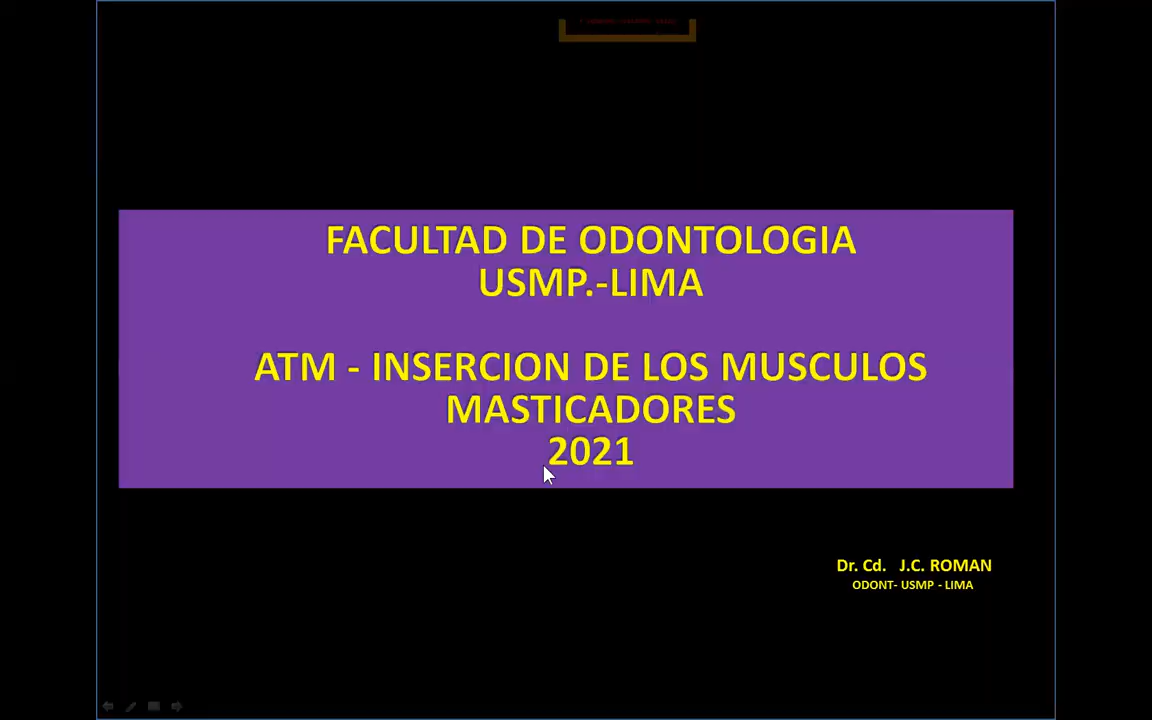 FACULTAD DE ODONTOLOGIA
USMP.-LIMA
ATM - INSERCION DE LOS MUSCULOS
MASTICADORES
2021
Dr. Cd. J.C. ROMAN
ODONT- USMP - LIMA